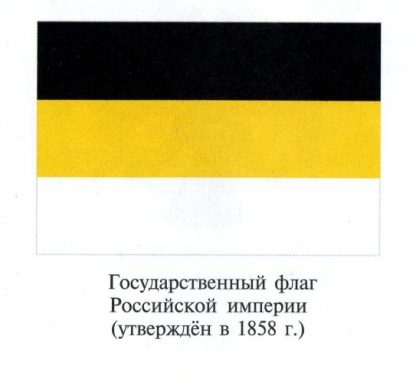 Государственный флаг
Российской империи
(утверждён в 1858 г.)